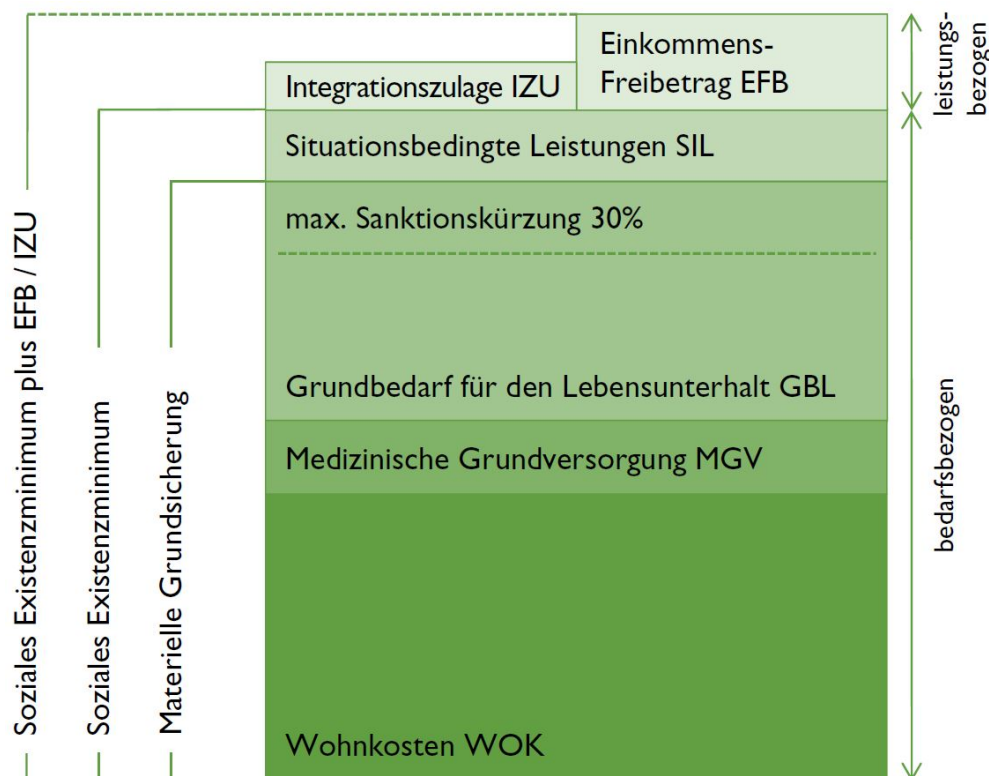 Einkommens-
Freibetrag EFB
Integrationszulage IZU
Situationsbedingte Leistungen SIL
max. Sanktionskürzung 30%
Grundbedarf für den Lebensunterhalt GBL
Medizinische Grundversorgung MGV
Wohnkosten WOK
Soziales Existenzminimum plus EFB / IZU
Soziales Existenzminimum
Materielle Grundsicherung
leistungs-
bezogen
bedarfsbezogen